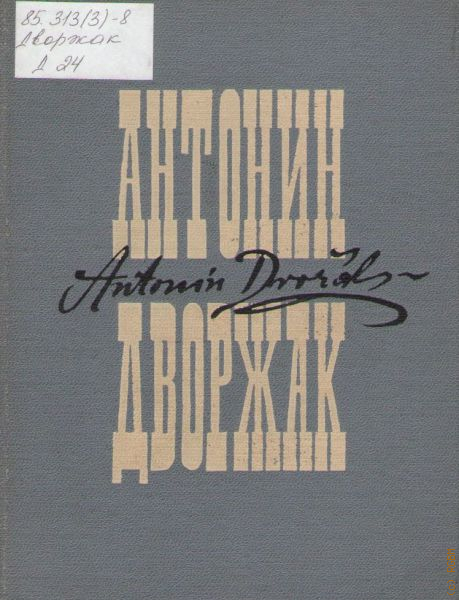 85.313(3)-8
Дворжак
Д 24
АНТОНИН
Antonín Dvořák
ДВОРЖАК